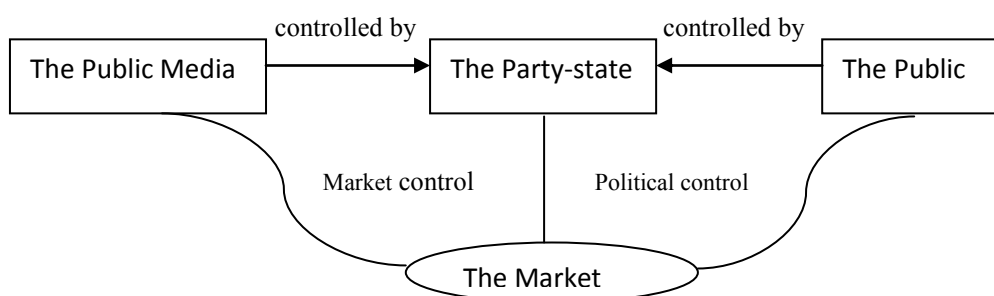 controlled by
controlled by
The Public Media
The Party-state
The Public
Market control
Political control
The Market